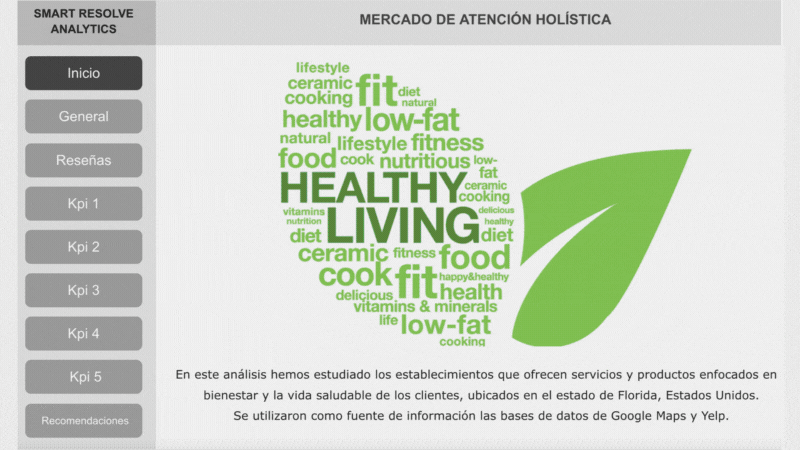 SMART RESOLVE
ANALYTICS
MERCADO DE ATENCIÓN HOLÍSTICA
Inicio
General
Reseñas
Kpi 1
Kpi 2
Kpi 3
Kpi 4
Kpi 5
Recomendaciones
lifestyle
ceramic fit diet
cooking natural
healthy low-fat
natural lifestyle fitness
food cook nutritious low-
fat
HEALTHY ceramic
cooking
vitamins LIVING delicious
nutrition healthy
diet diet
ceramic fitness food
cook fit happy&healthy
delicious health
vitamins & minerals
life low-fat
cooking
En este análisis hemos estudiado los establecimientos que ofrecen servicios y productos enfocados en
bienestar y la vida saludable de los clientes, ubicados en el estado de Florida, Estados Unidos.
Se utilizaron como fuente de información las bases de datos de Google Maps y Yelp.